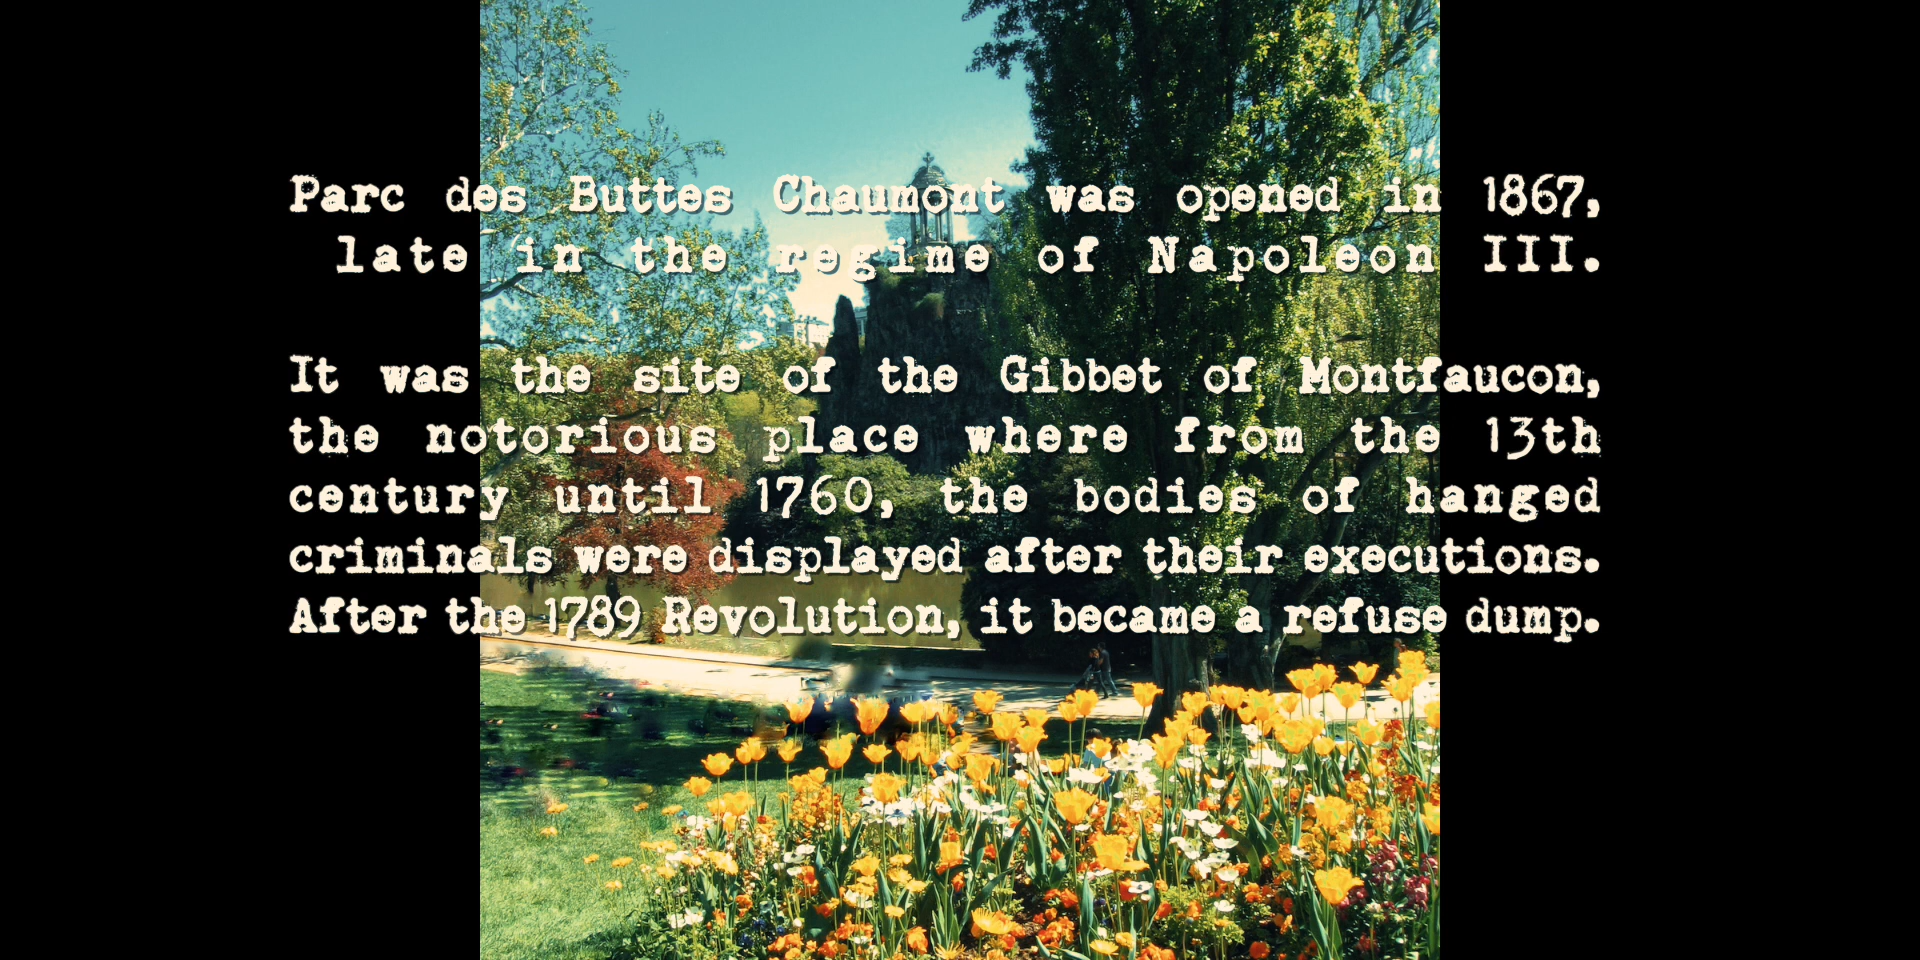 Parc des Buttes Chaumont was opened in 1867,
late in the regime of Napoleon III.
It was the site of the Gibbet of Montfaucon,
the notorious place where from the 13th
century until 1760, the bodies of hanged
criminals were displayed after their executions.
After the 1789 Revolution, it became a refuse dump.